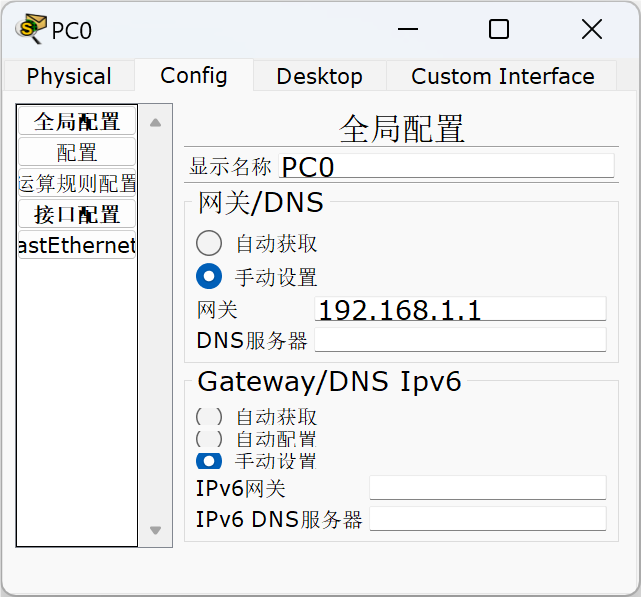 PC0
Physical Config Desktop Custom Interface
全局配置
配置
运算规则配置
接口配置
astEthernet
全局配置
显示名称 PC0
网关/DNS
自动获取
手动设置
网关 192.168.1.1
DNS服务器
Gateway/DNS Ipv6
自动获取
自动配置
手动设置
IPv6网关
IPv6 DNS服务器